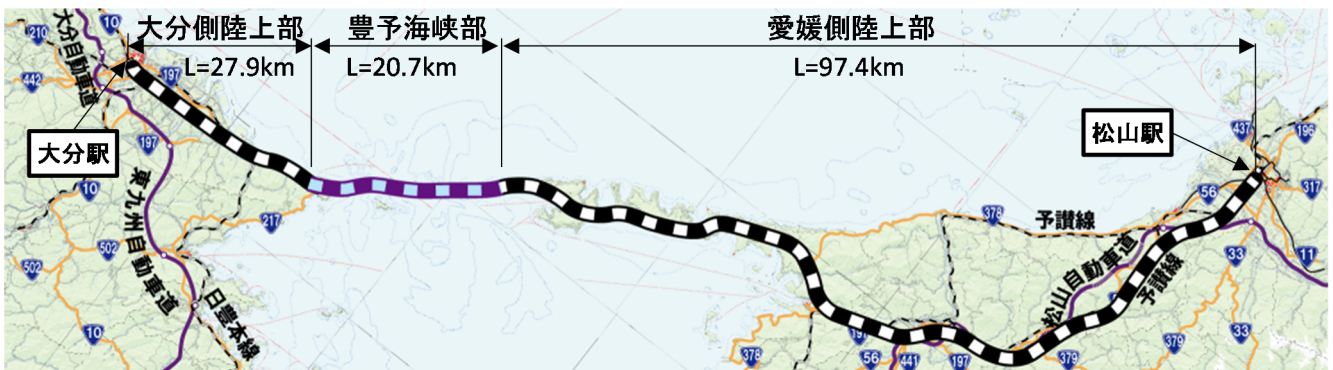 大分側陸上部
豊予海峡部
愛媛側陸上部
L=27.9km
L=20.7km
L=97.4km
大分駅
松山駅
大分自動車道
東九州自動車道
日豊本線
予讃線
松山自動車道
予讃線
10
210
442
197
197
10
217
502
502
10
378
437
196
56
317
11
33
33
379
379
378
56
441
197
197